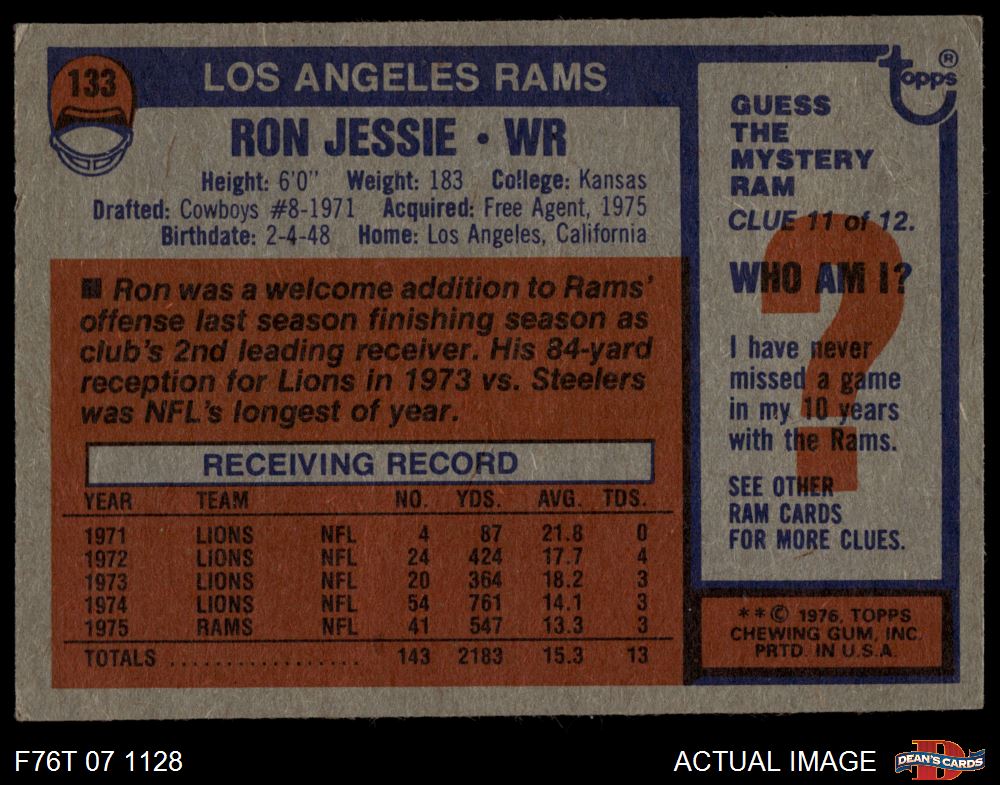 133
LOS ANGELES RAMS
RON JESSIE • WR
Height: 6'0" Weight: 183 College: Kansas
Drafted: Cowboys #8-1971 Acquired: Free Agent, 1975
Birthdate: 2-4-48 Home: Los Angeles, California
■ Ron was a welcome addition to Rams'
offense last season finishing season as
club's 2nd leading receiver. His 84-yard
reception for Lions in 1973 vs. Steelers
was NFL's longest of year.
RECEIVING RECORD
YEAR TEAM NO. YDS. AVG. TDS.
1971 LIONS NFL 4 87 21.8 0
1972 LIONS NFL 24 424 17.7 4
1973 LIONS NFL 20 364 18.2 3
1974 LIONS NFL 54 761 14.1 3
1975 RAMS NFL 41 547 13.3 3
TOTALS .................. 143 2183 15.3 13
topps®
GUESS
THE
MYSTERY
RAM
CLUE 11 of 12.
WHO AM I?
?
I have never
missed a game
in my 10 years
with the Rams.
SEE OTHER
RAM CARDS
FOR MORE CLUES.
**© 1976, TOPPS
CHEWING GUM, INC.
PRTD. IN U.S.A.
F76T 07 1128
ACTUAL IMAGE
D
DEAN'S CARDS